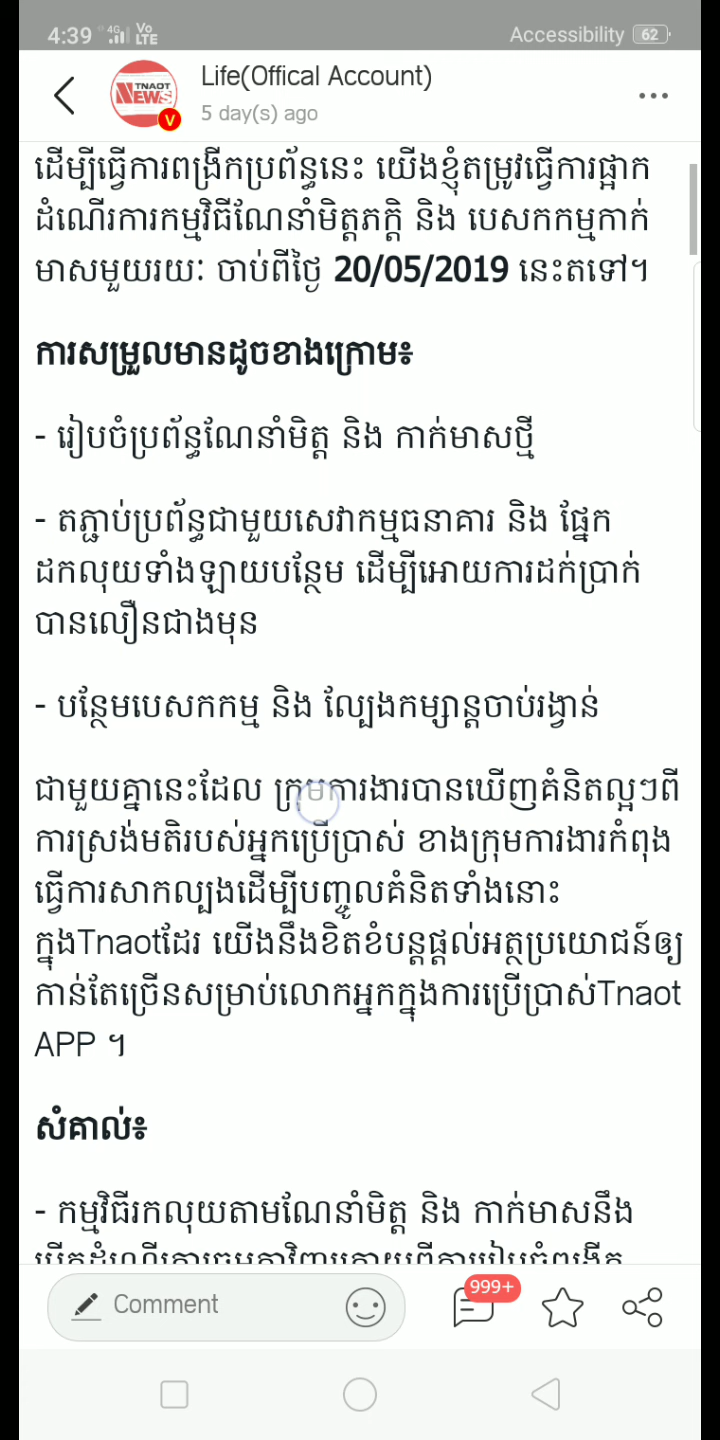 4:39 4G Vo LTE Accessibility 62
Life(Offical Account)
TNAOT NEWS V
5 day(s) ago
ដើម្បីធ្វើការពង្រីកប្រព័ន្ធនេះ យើងខ្ញុំតម្រូវធ្វើការផ្អាក
ដំណើរការកម្មវិធីណែនាំមិត្តភក្តិ និង បេសកកម្មកាក់
មាសមួយរយៈ ចាប់ពីថ្ងៃ 20/05/2019 នេះតទៅ។
ការសម្រួលមានដូចខាងក្រោម៖
- រៀបចំប្រព័ន្ធណែនាំមិត្ត និង កាក់មាសថ្មី
- តភ្ជាប់ប្រព័ន្ធជាមួយសេវាកម្មធនាគារ និង ផ្នែក
ដកលុយទាំងឡាយបន្ថែម ដើម្បីអោយការដក់ប្រាក់
បានលឿនជាងមុន
- បន្ថែមបេសកកម្ម និង ល្បែងកម្សាន្តចាប់រង្វាន់
ជាមួយគ្នានេះដែល ក្រុមការងារបានឃើញគំនិតល្អៗពី
ការស្រង់មតិរបស់អ្នកប្រើប្រាស់ ខាងក្រុមការងារកំពុង
ធ្វើការសាកល្បងដើម្បីបញ្ចូលគំនិតទាំងនោះ
ក្នុងTnaotដែរ យើងនឹងខិតខំបន្តផ្តល់អត្ថប្រយោជន៍ឲ្យ
កាន់តែច្រើនសម្រាប់លោកអ្នកក្នុងការប្រើប្រាស់Tnaot
APP ។
សំគាល់៖
- កម្មវិធីរកលុយតាមណែនាំមិត្ត និង កាក់មាសនឹង
Comment 999+